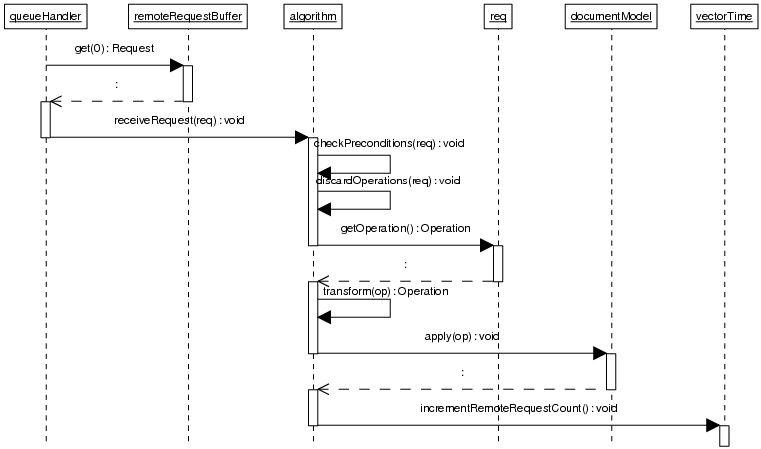 queueHandler
remoteRequestBuffer
algorithm
req
documentModel
vectorTime
get(0) : Request
:
receiveRequest(req) : void
checkPreconditions(req) : void
discardOperations(req) : void
getOperation() : Operation
:
transform(op) : Operation
apply(op) : void
:
incrementRemoteRequestCount() : void